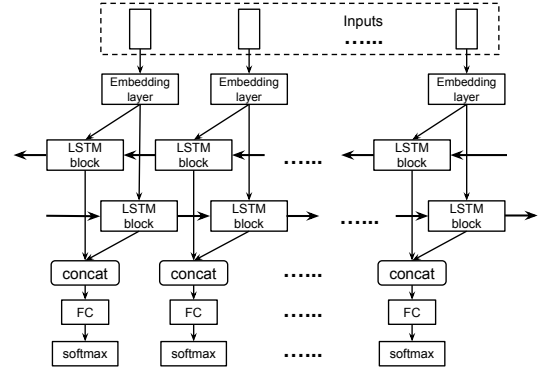 Inputs
......
Embedding layer
Embedding layer
Embedding layer
LSTM block
LSTM block
......
LSTM block
LSTM block
LSTM block
......
LSTM block
concat
concat
......
concat
FC
FC
......
FC
softmax
softmax
......
softmax